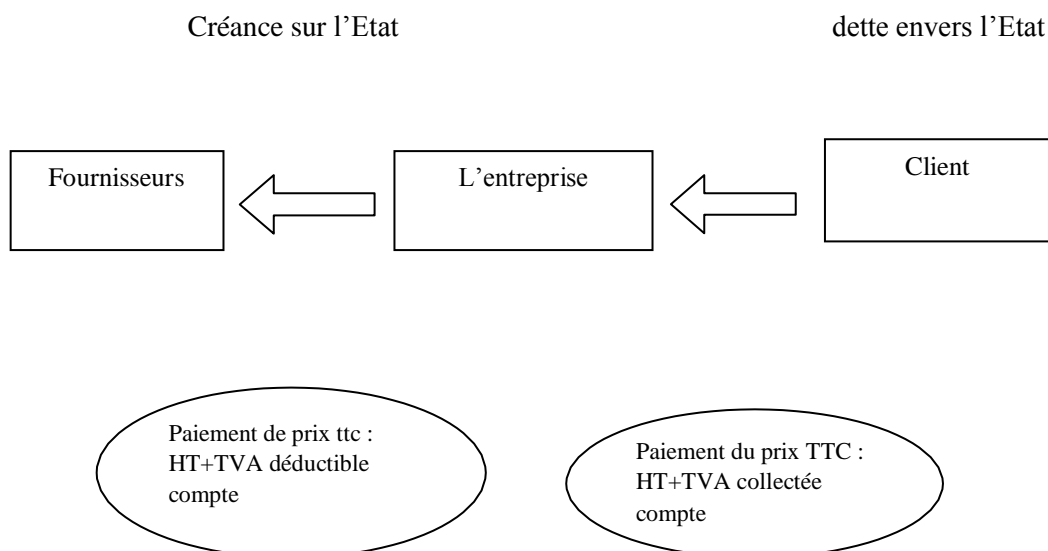 Créance sur l’Etat
dette envers l’Etat
Fournisseurs
L’entreprise
Client
Paiement de prix ttc :
HT+TVA déductible
compte
Paiement du prix TTC :
HT+TVA collectée
compte